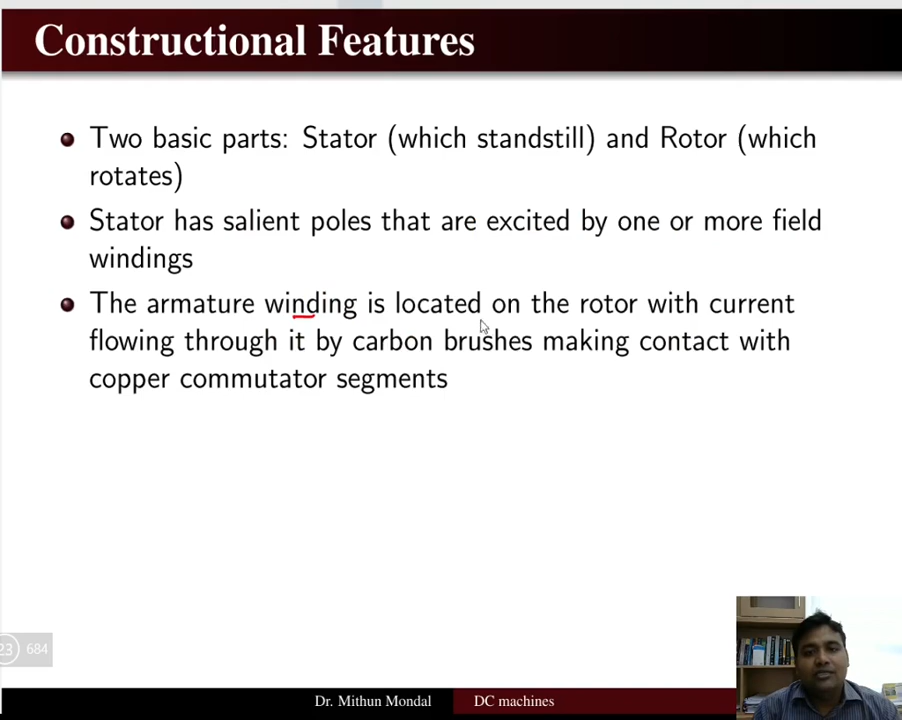 Constructional Features
Two basic parts: Stator (which standstill) and Rotor (which
rotates)
Stator has salient poles that are excited by one or more field
windings
The armature winding is located on the rotor with current
flowing through it by carbon brushes making contact with
copper commutator segments
23 684
Dr. Mithun Mondal DC machines